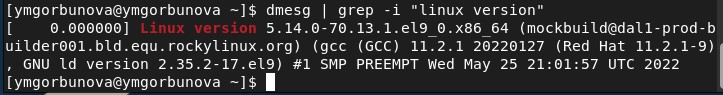 [ymgorbunova@ymgorbunova ~]$ dmesg | grep -i "linux version"
[    0.000000] Linux version 5.14.0-70.13.1.el9_0.x86_64 (mockbuild@dal1-prod-b
uilder001.bld.equ.rockylinux.org) (gcc (GCC) 11.2.1 20220127 (Red Hat 11.2.1-9)
, GNU ld version 2.35.2-17.el9) #1 SMP PREEMPT Wed May 25 21:01:57 UTC 2022
[ymgorbunova@ymgorbunova ~]$